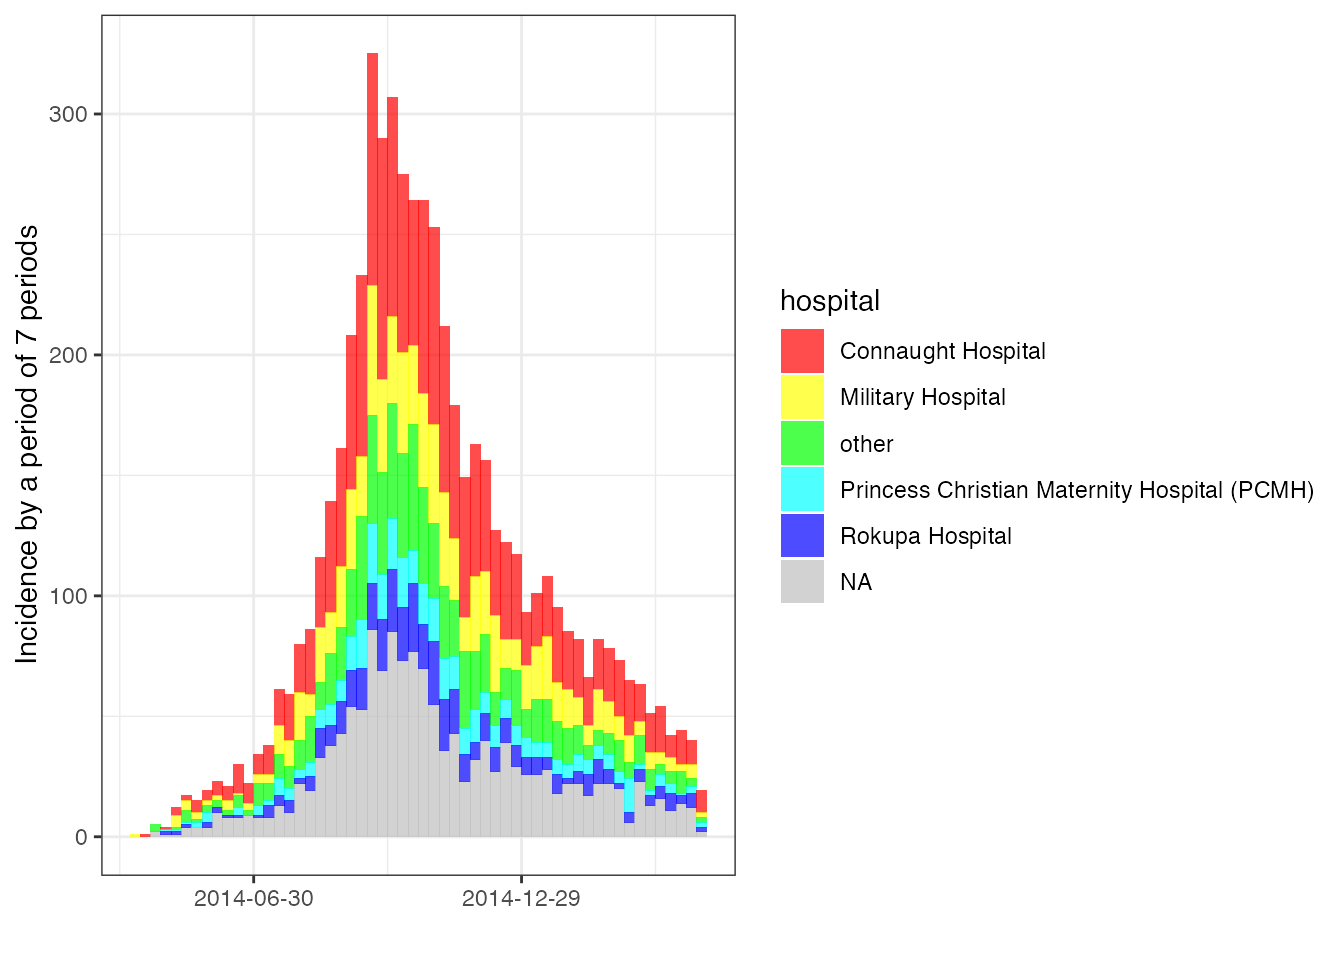 Incidence by a period of 7 periods
300
200
100
0
2014-06-30
2014-12-29
hospital
Connaught Hospital
Military Hospital
other
Princess Christian Maternity Hospital (PCMH)
Rokupa Hospital
NA